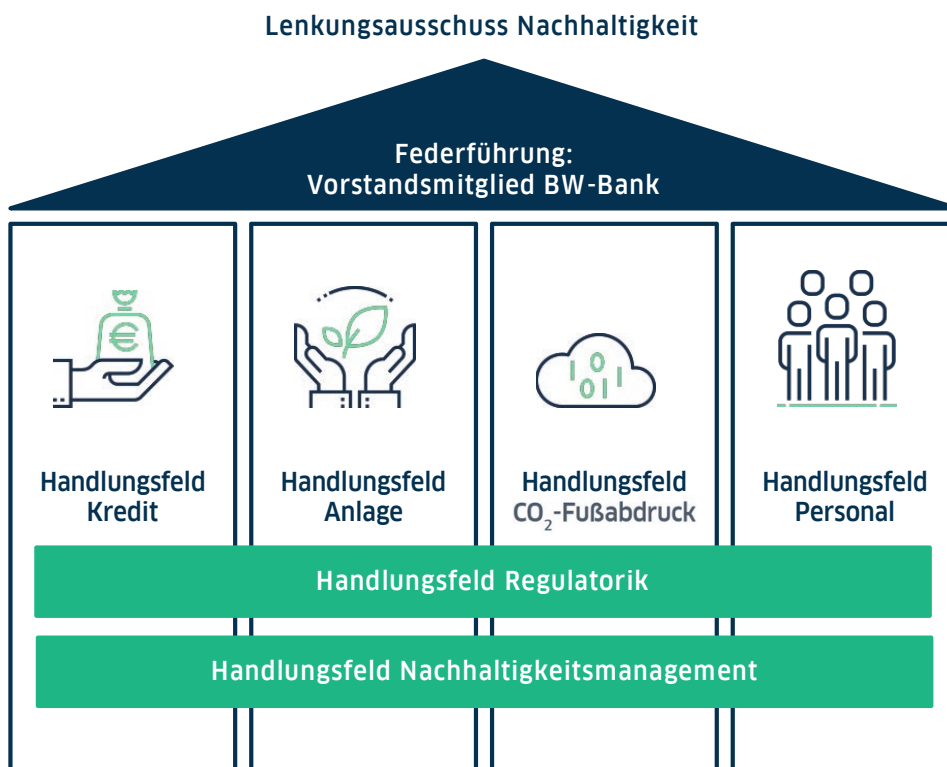 Lenkungsausschuss Nachhaltigkeit
Federführung:
Vorstandsmitglied BW-Bank
€
Handlungsfeld
Kredit
Handlungsfeld
Anlage
Handlungsfeld
CO₂-Fußabdruck
Handlungsfeld
Personal
Handlungsfeld Regulatorik
Handlungsfeld Nachhaltigkeitsmanagement